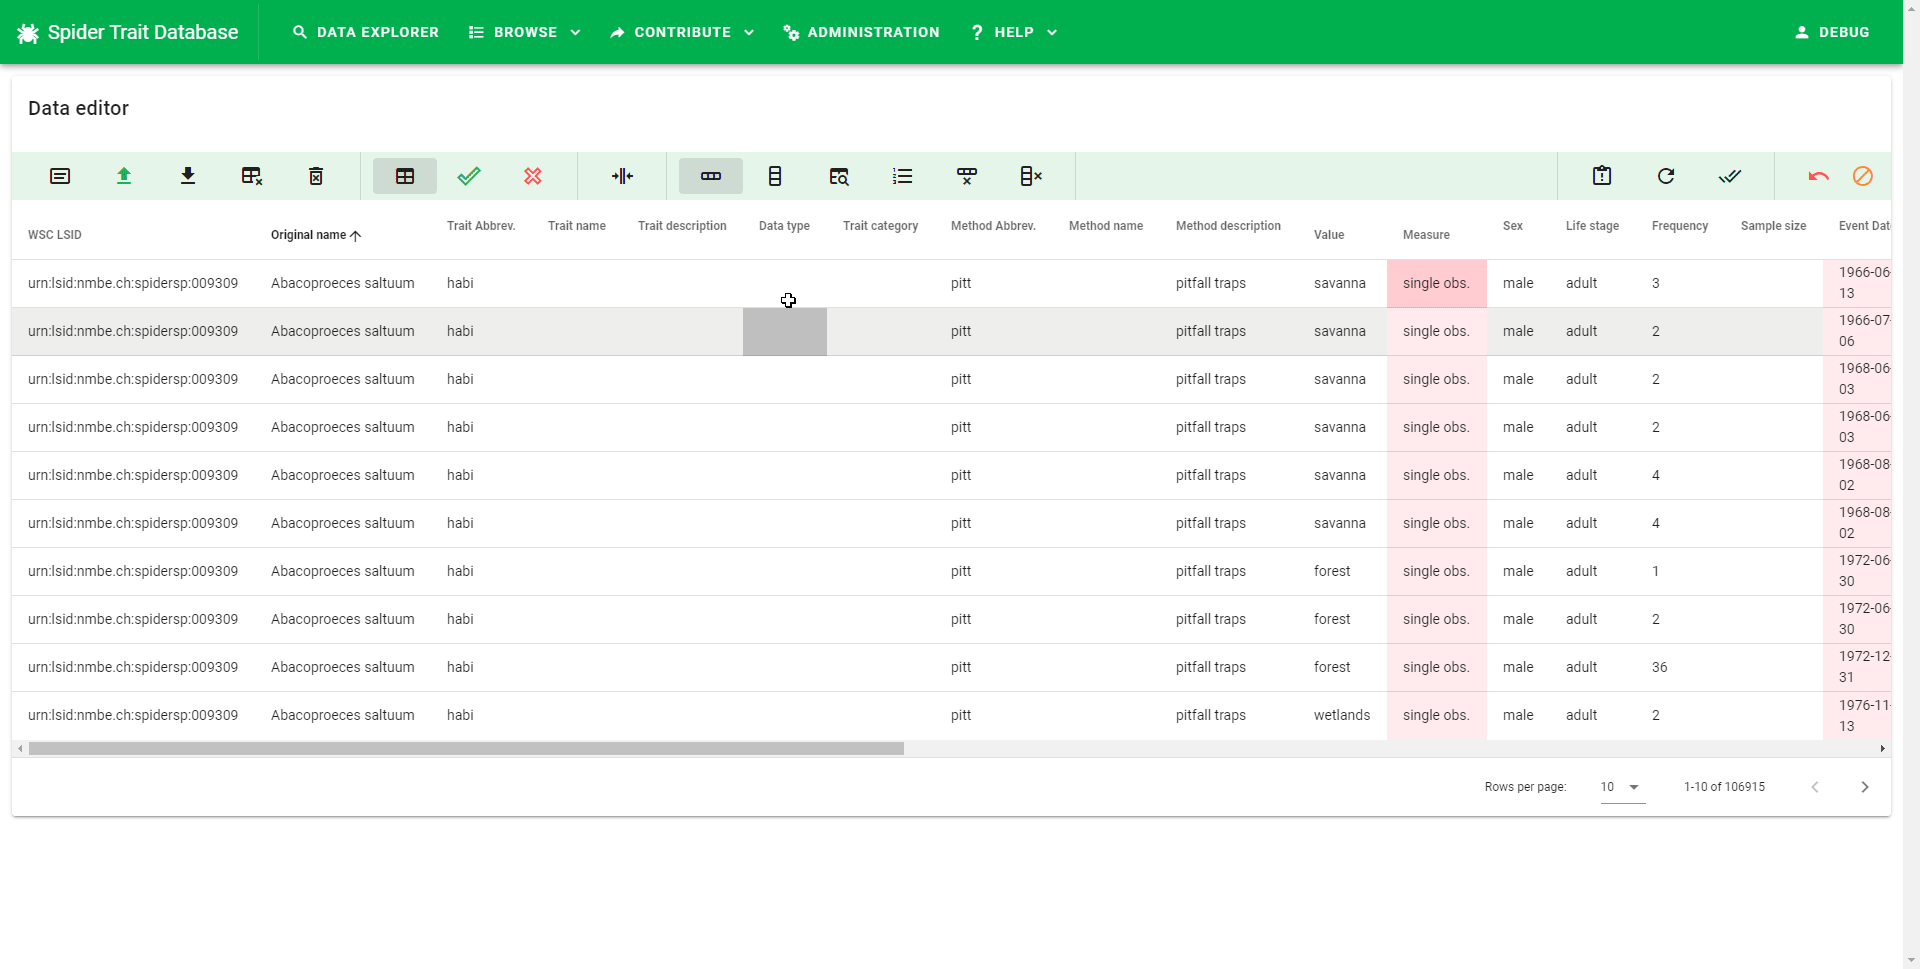 Spider Trait Database
DATA EXPLORER
BROWSE
CONTRIBUTE
ADMINISTRATION
HELP
DEBUG
Data editor
WSC LSID Original name Trait Abbrev. Trait name Trait description Data type Trait category Method Abbrev. Method name Method description Value Measure Sex Life stage Frequency Sample size Event Dat
urn:lsid:nmbe.ch:spidersp:009309 Abacoproeces saltuum habi pitt pitfall traps savanna single obs. male adult 3 1966-06-
13
urn:lsid:nmbe.ch:spidersp:009309 Abacoproeces saltuum habi pitt pitfall traps savanna single obs. male adult 2 1966-07-
06
urn:lsid:nmbe.ch:spidersp:009309 Abacoproeces saltuum habi pitt pitfall traps savanna single obs. male adult 2 1968-06-
03
urn:lsid:nmbe.ch:spidersp:009309 Abacoproeces saltuum habi pitt pitfall traps savanna single obs. male adult 2 1968-06-
03
urn:lsid:nmbe.ch:spidersp:009309 Abacoproeces saltuum habi pitt pitfall traps savanna single obs. male adult 4 1968-08-
02
urn:lsid:nmbe.ch:spidersp:009309 Abacoproeces saltuum habi pitt pitfall traps savanna single obs. male adult 4 1968-08-
02
urn:lsid:nmbe.ch:spidersp:009309 Abacoproeces saltuum habi pitt pitfall traps forest single obs. male adult 1 1972-06-
30
urn:lsid:nmbe.ch:spidersp:009309 Abacoproeces saltuum habi pitt pitfall traps forest single obs. male adult 2 1972-06-
30
urn:lsid:nmbe.ch:spidersp:009309 Abacoproeces saltuum habi pitt pitfall traps forest single obs. male adult 36 1972-12-
31
urn:lsid:nmbe.ch:spidersp:009309 Abacoproeces saltuum habi pitt pitfall traps wetlands single obs. male adult 2 1976-11-
13
Rows per page: 10 1-10 of 106915